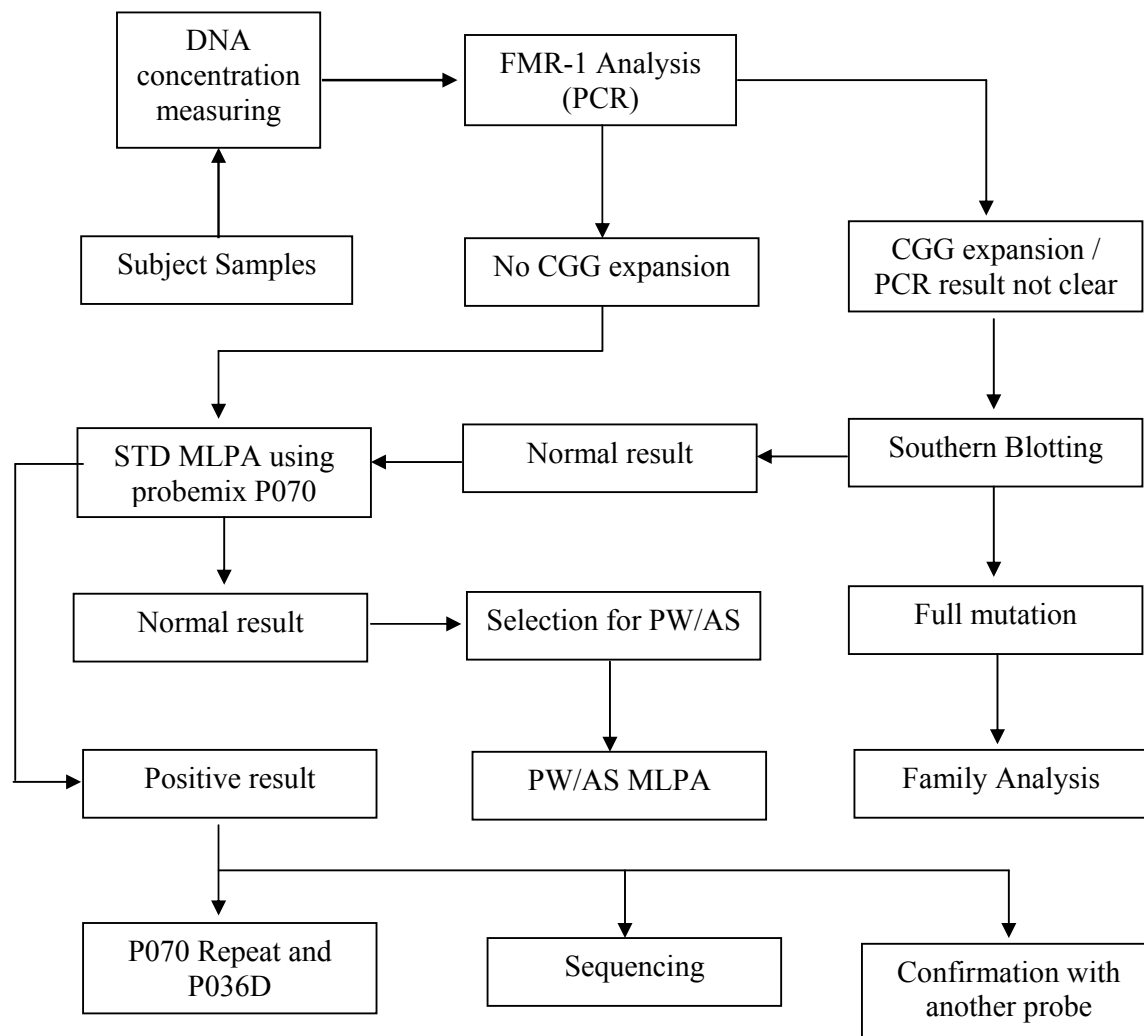 DNA
concentration
measuring
FMR-1 Analysis
(PCR)
Subject Samples
No CGG expansion
CGG expansion /
PCR result not clear
STD MLPA using
probemix P070
Normal result
Southern Blotting
Normal result
Selection for PW/AS
Full mutation
Positive result
PW/AS MLPA
Family Analysis
P070 Repeat and
P036D
Sequencing
Confirmation with
another probe